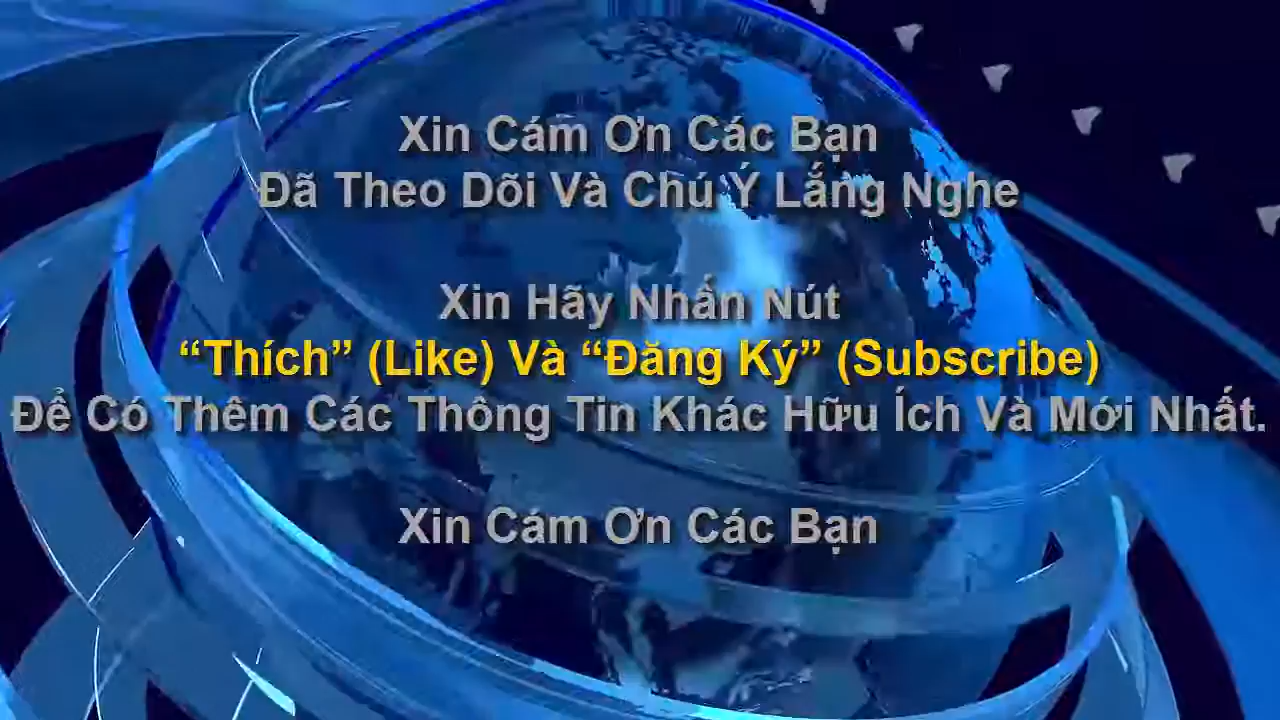 Xin Cám Ơn Các Bạn
Đã Theo Dõi Và Chú Ý Lắng Nghe
Xin Hãy Nhấn Nút
“Thích” (Like) Và “Đăng Ký” (Subscribe)
Để Có Thêm Các Thông Tin Khác Hữu Ích Và Mới Nhất.
Xin Cám Ơn Các Bạn